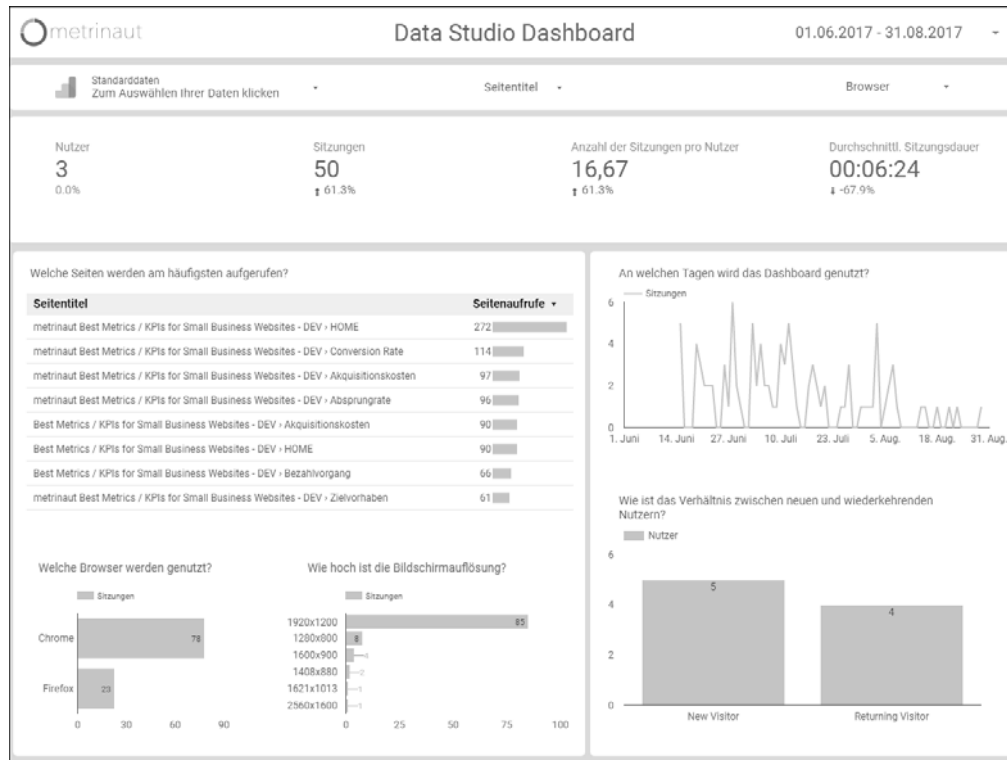 metrinaut
Data Studio Dashboard
01.06.2017 - 31.08.2017
Standarddaten
Zum Auswählen Ihrer Daten klicken
Seitentitel
Browser
Nutzer
3
0.0%
Sitzungen
50
61.3%
Anzahl der Sitzungen pro Nutzer
16,67
61.3%
Durchschnittl. Sitzungsdauer
00:06:24
-67.9%
Welche Seiten werden am häufigsten aufgerufen?
Seitentitel Seitenaufrufe
metrinaut Best Metrics / KPIs for Small Business Websites - DEV › HOME 272
metrinaut Best Metrics / KPIs for Small Business Websites - DEV › Conversion Rate 114
metrinaut Best Metrics / KPIs for Small Business Websites - DEV › Akquisitionskosten 97
metrinaut Best Metrics / KPIs for Small Business Websites - DEV › Absprungrate 96
Best Metrics / KPIs for Small Business Websites - DEV › Akquisitionskosten 90
Best Metrics / KPIs for Small Business Websites - DEV › HOME 90
Best Metrics / KPIs for Small Business Websites - DEV › Bezahlvorgang 66
metrinaut Best Metrics / KPIs for Small Business Websites - DEV › Zielvorhaben 61
Welche Browser werden genutzt?
Sitzungen
Chrome 78
Firefox 23
0 30 60 90
Wie hoch ist die Bildschirmauflösung?
Sitzungen
1920x1200 85
1280x800 8
1600x900 4
1408x880 2
1621x1013 1
2560x1600 1
0 25 50 75 100
An welchen Tagen wird das Dashboard genutzt?
Sitzungen
6
4
2
0
1. Juni 14. Juni 27. Juni 10. Juli 23. Juli 5. Aug. 18. Aug. 31. Aug.
Wie ist das Verhältnis zwischen neuen und wiederkehrenden
Nutzern?
Nutzer
6
4
2
0
5
4
New Visitor Returning Visitor